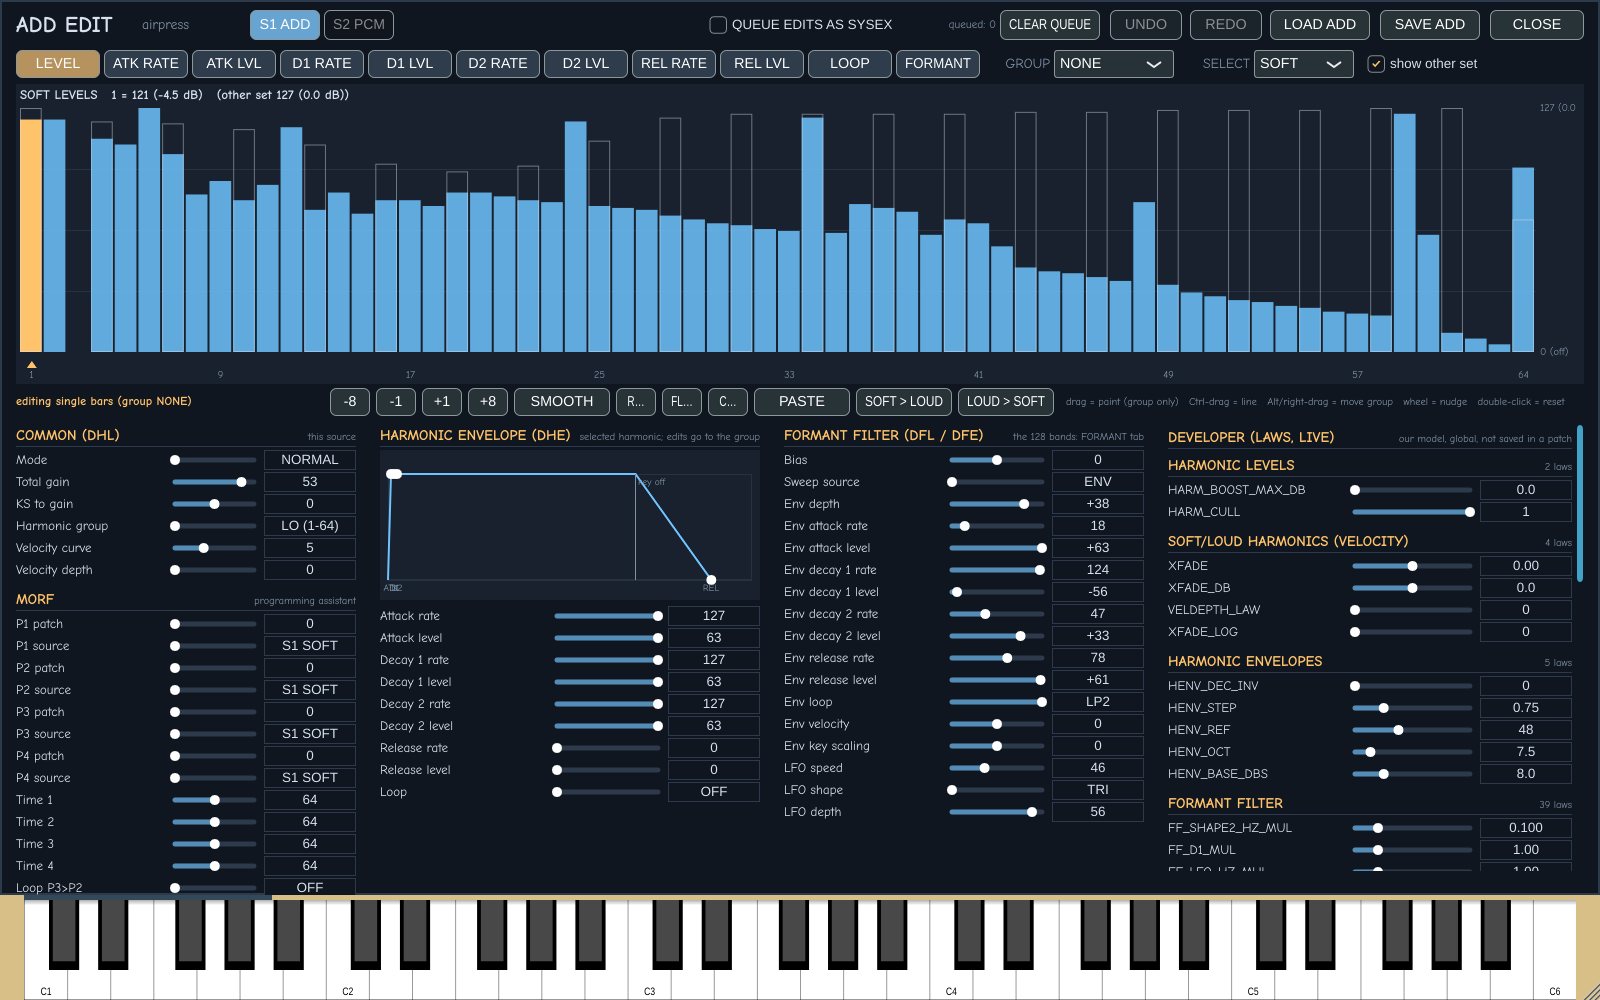 ADD EDIT airpress S1 ADD S2 PCM QUEUE EDITS AS SYSEX queued: 0 CLEAR QUEUE UNDO REDO LOAD ADD SAVE ADD CLOSE
LEVEL ATK RATE ATK LVL D1 RATE D1 LVL D2 RATE D2 LVL REL RATE REL LVL LOOP FORMANT GROUP NONE SELECT SOFT show other set
SOFT LEVELS 1 = 121 (-4.5 dB) (other set 127 (0.0 dB))
127 (0.0
0 (off)
1 9 17 25 33 41 49 57 64
editing single bars (group NONE) -8 -1 +1 +8 SMOOTH R... FL... C... PASTE SOFT > LOUD LOUD > SOFT drag = paint (group only) Ctrl-drag = line Alt/right-drag = move group wheel = nudge double-click = reset
COMMON (DHL) this source
Mode NORMAL
Total gain 53
KS to gain 0
Harmonic group LO (1-64)
Velocity curve 5
Velocity depth 0
MORF programming assistant
P1 patch 0
P1 source S1 SOFT
P2 patch 0
P2 source S1 SOFT
P3 patch 0
P3 source S1 SOFT
P4 patch 0
P4 source S1 SOFT
Time 1 64
Time 2 64
Time 3 64
Time 4 64
Loop P3>P2 OFF
HARMONIC ENVELOPE (DHE) selected harmonic; edits go to the group
key off
REL
Attack rate 127
Attack level 63
Decay 1 rate 127
Decay 1 level 63
Decay 2 rate 127
Decay 2 level 63
Release rate 0
Release level 0
Loop OFF
FORMANT FILTER (DFL / DFE) the 128 bands: FORMANT tab
Bias 0
Sweep source ENV
Env depth +38
Env attack rate 18
Env attack level +63
Env decay 1 rate 124
Env decay 1 level -56
Env decay 2 rate 47
Env decay 2 level +33
Env release rate 78
Env release level +61
Env loop LP2
Env velocity 0
Env key scaling 0
LFO speed 46
LFO shape TRI
LFO depth 56
DEVELOPER (LAWS, LIVE) our model, global, not saved in a patch
HARMONIC LEVELS 2 laws
HARM_BOOST_MAX_DB 0.0
HARM_CULL 1
SOFT/LOUD HARMONICS (VELOCITY) 4 laws
XFADE 0.00
XFADE_DB 0.0
VELDEPTH_LAW 0
XFADE_LOG 0
HARMONIC ENVELOPES 5 laws
HENV_DEC_INV 0
HENV_STEP 0.75
HENV_REF 48
HENV_OCT 7.5
HENV_BASE_DBS 8.0
FORMANT FILTER 39 laws
FF_SHAPE2_HZ_MUL 0.100
FF_D1_MUL 1.00
FF_LFO_HZ_MUL 1.00
C1 C2 C3 C4 C5 C6